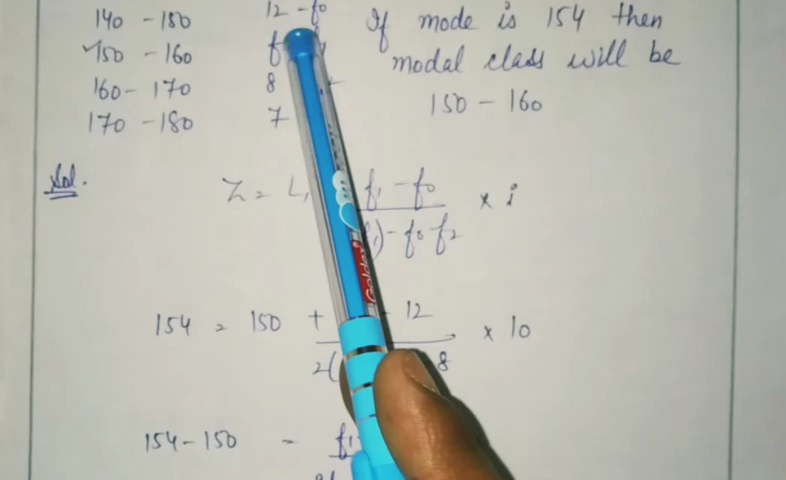 140 - 150 12 - f0 If mode is 154 then
150 - 160 f modal class will be
160 - 170 8 150 - 160
170 - 180 7
Sol.
Z = L1 f1 - f0 × i
) - f0 f2
Golde
154 = 150 + - 12 × 10
2( 8
154 - 150 = f1